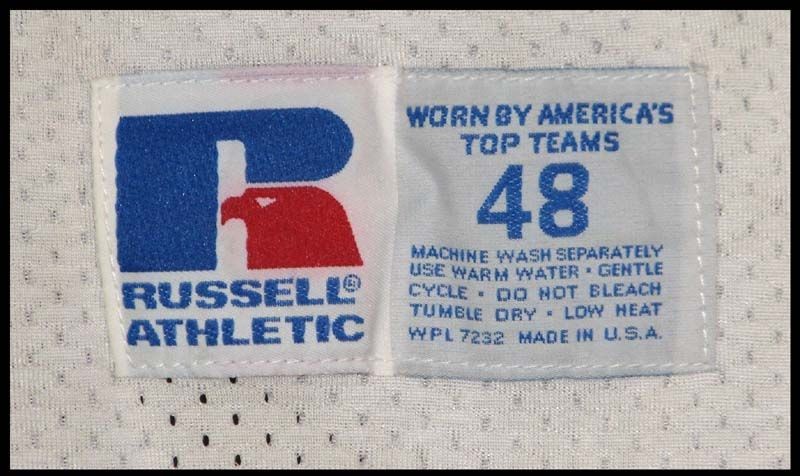 RUSSELL®
ATHLETIC
WORN BY AMERICA'S
TOP TEAMS
48
MACHINE WASH SEPARATELY
USE WARM WATER · GENTLE
CYCLE · DO NOT BLEACH
TUMBLE DRY · LOW HEAT
WPL 7232 MADE IN U.S.A.